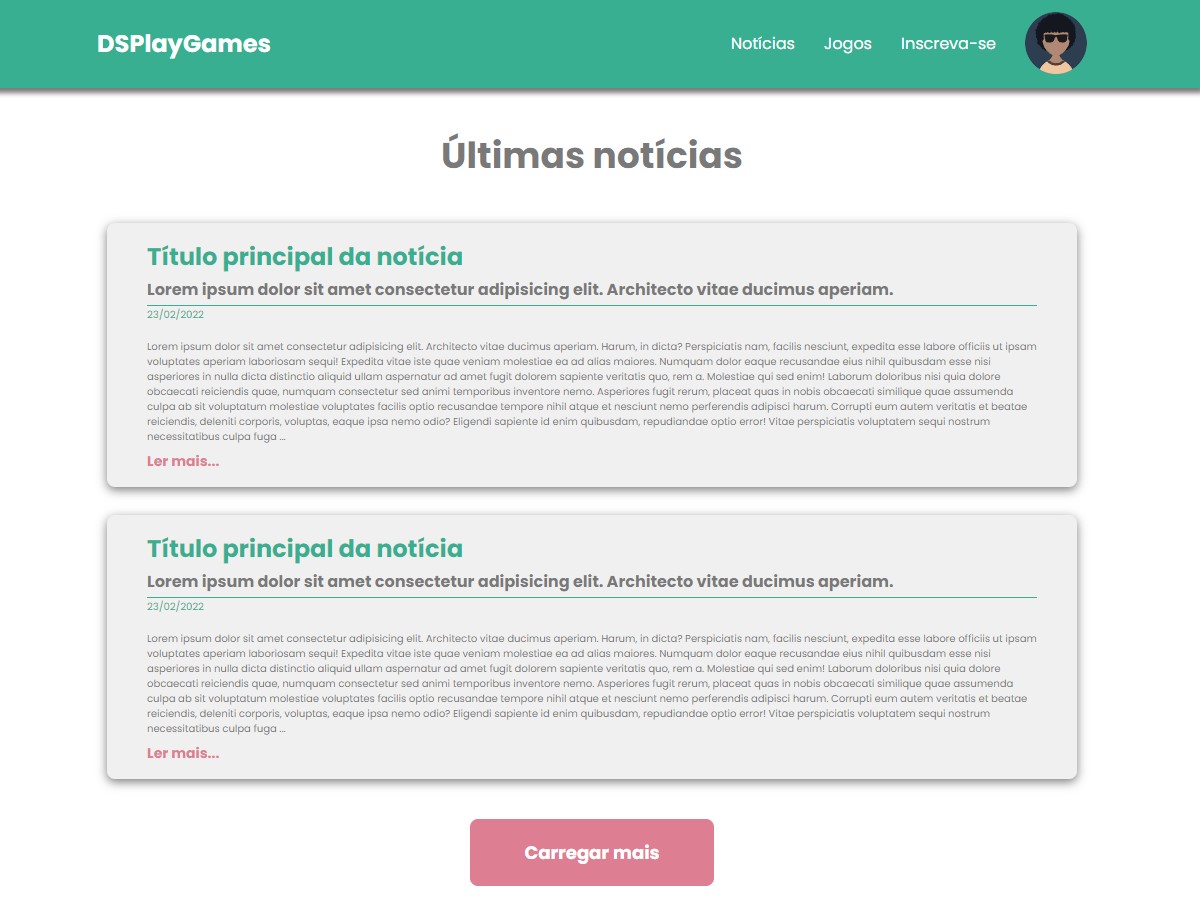 DSPlayGames
Notícias
Jogos
Inscreva-se
Últimas notícias
Título principal da notícia
Lorem ipsum dolor sit amet consectetur adipisicing elit. Architecto vitae ducimus aperiam.
23/02/2022
Lorem ipsum dolor sit amet consectetur adipisicing elit. Architecto vitae ducimus aperiam. Harum, in dicta? Perspiciatis nam, facilis nesciunt, expedita esse labore officiis ut ipsam
voluptates aperiam laboriosam sequi! Expedita vitae iste quae veniam molestiae ea ad alias maiores. Numquam dolor eaque recusandae eius nihil quibusdam esse nisi
asperiores in nulla dicta distinctio aliquid ullam aspernatur ad amet fugit dolorem sapiente veritatis quo, rem a. Molestiae qui sed enim! Laborum doloribus nisi quia dolore
obcaecati reiciendis quae, numquam consectetur sed animi temporibus inventore nemo. Asperiores fugit rerum, placeat quas in nobis obcaecati similique quae assumenda
culpa ab sit voluptatum molestiae voluptates facilis optio recusandae tempore nihil atque et nesciunt nemo perferendis adipisci harum. Corrupti eum autem veritatis et beatae
reiciendis, deleniti corporis, voluptas, eaque ipsa nemo odio? Eligendi sapiente id enim quibusdam, repudiandae optio error! Vitae perspiciatis voluptatem sequi nostrum
necessitatibus culpa fuga ...
Ler mais...
Título principal da notícia
Lorem ipsum dolor sit amet consectetur adipisicing elit. Architecto vitae ducimus aperiam.
23/02/2022
Lorem ipsum dolor sit amet consectetur adipisicing elit. Architecto vitae ducimus aperiam. Harum, in dicta? Perspiciatis nam, facilis nesciunt, expedita esse labore officiis ut ipsam
voluptates aperiam laboriosam sequi! Expedita vitae iste quae veniam molestiae ea ad alias maiores. Numquam dolor eaque recusandae eius nihil quibusdam esse nisi
asperiores in nulla dicta distinctio aliquid ullam aspernatur ad amet fugit dolorem sapiente veritatis quo, rem a. Molestiae qui sed enim! Laborum doloribus nisi quia dolore
obcaecati reiciendis quae, numquam consectetur sed animi temporibus inventore nemo. Asperiores fugit rerum, placeat quas in nobis obcaecati similique quae assumenda
culpa ab sit voluptatum molestiae voluptates facilis optio recusandae tempore nihil atque et nesciunt nemo perferendis adipisci harum. Corrupti eum autem veritatis et beatae
reiciendis, deleniti corporis, voluptas, eaque ipsa nemo odio? Eligendi sapiente id enim quibusdam, repudiandae optio error! Vitae perspiciatis voluptatem sequi nostrum
necessitatibus culpa fuga ...
Ler mais...
Carregar mais